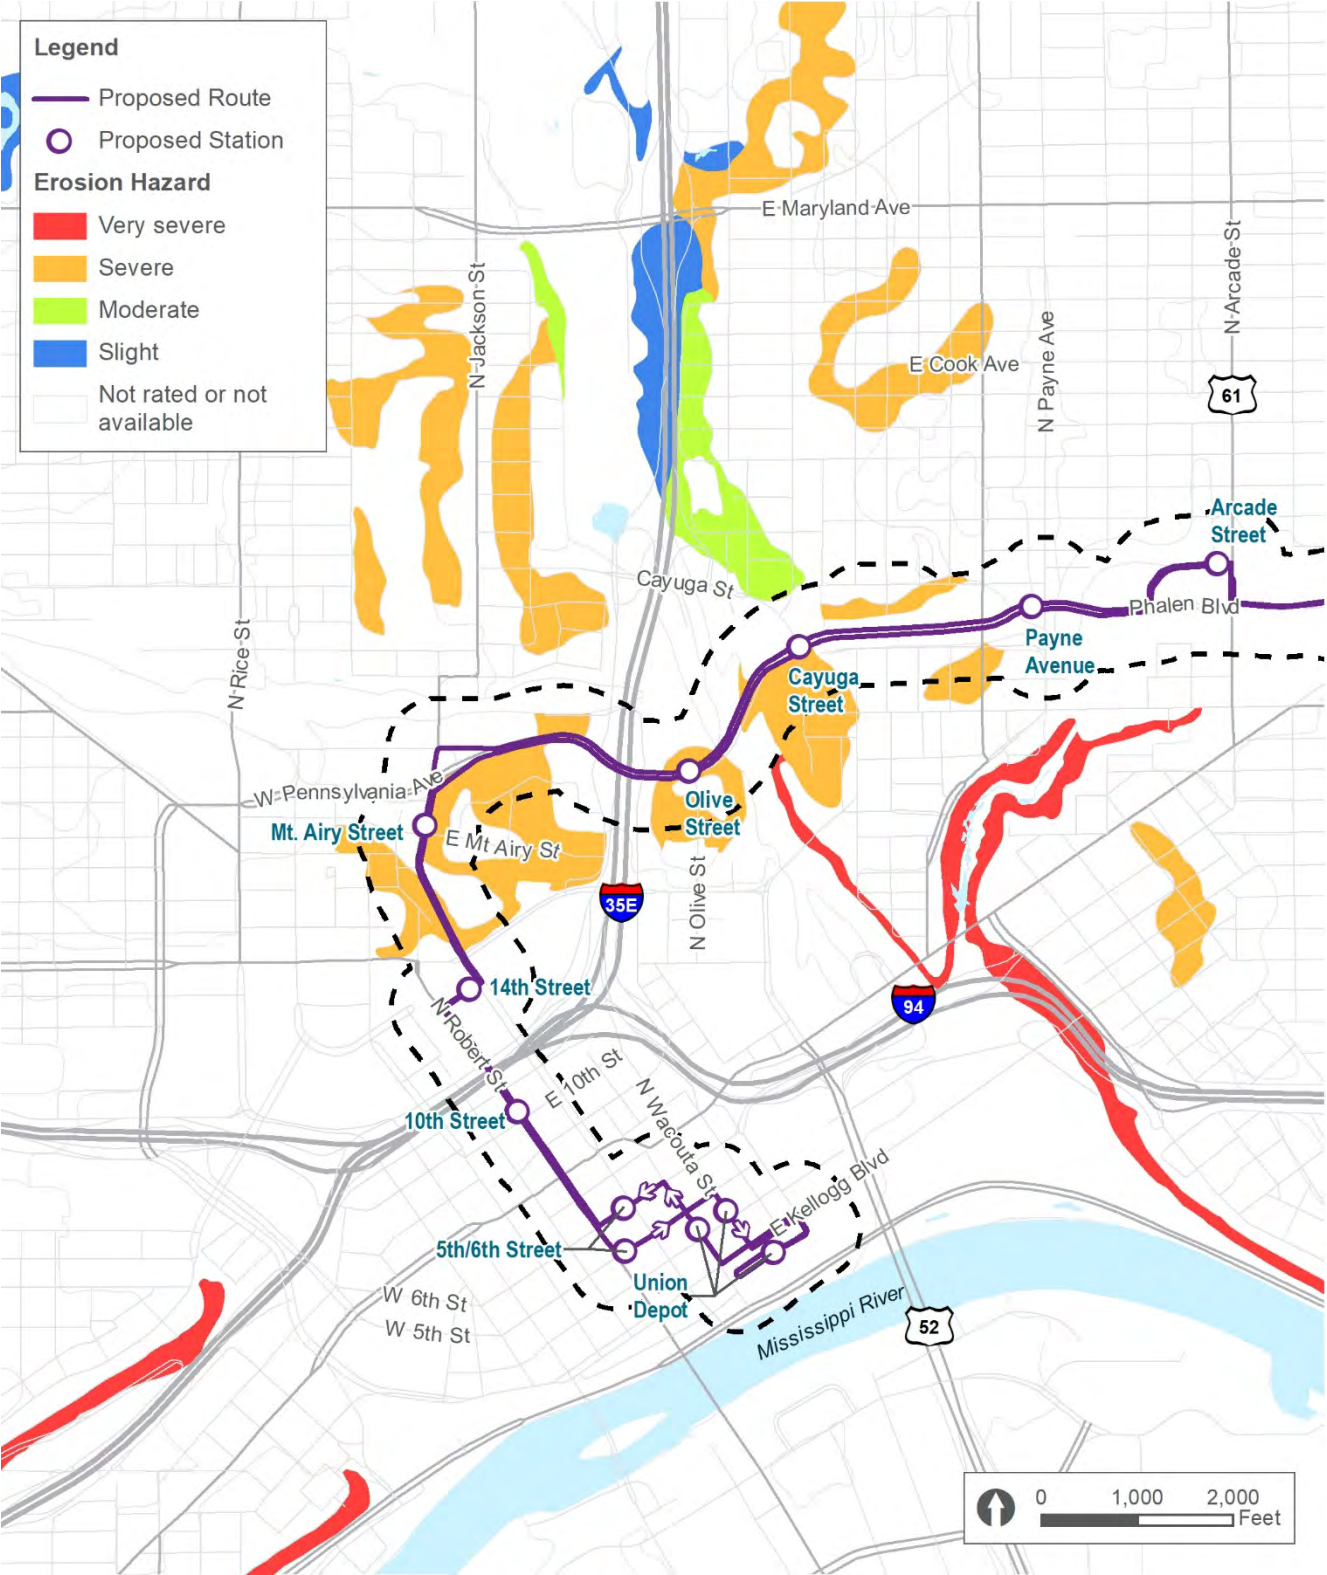 Legend
Proposed Route
Proposed Station
Erosion Hazard
Very severe
Severe
Moderate
Slight
Not rated or not
available
E Maryland Ave
N Jackson St
N Arcade St
E Cook Ave
N Payne Ave
61
Arcade
Street
Cayuga St
Phalen Blvd
N Rice St
Payne
Avenue
Cayuga
Street
W Pennsylvania Ave
Mt. Airy Street
E Mt Airy St
Olive
Street
35E
N Olive St
14th Street
94
N Robert St
E 10th St
10th Street
N Wacouta St
E Kellogg Blvd
5th/6th Street
Union
Depot
W 6th St
W 5th St
Mississippi River
52
0 1,000 2,000
Feet